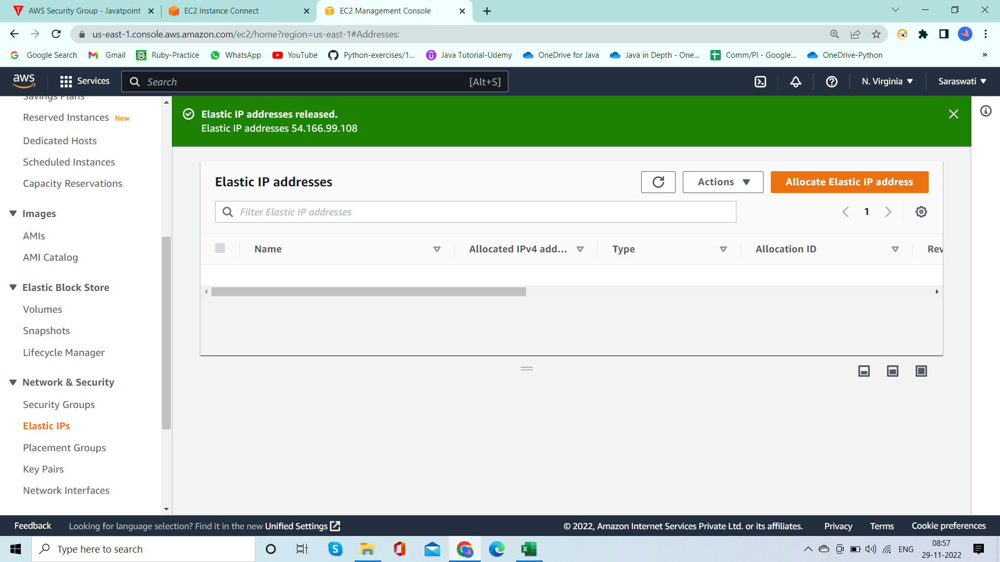 AWS Security Group - Javatpoint
EC2 Instance Connect
EC2 Management Console
us-east-1.console.aws.amazon.com/ec2/home?region=us-east-1#Addresses:
Google Search
Gmail
Ruby-Practice
WhatsApp
YouTube
Python-exercises/1...
Java Tutorial-Udemy
OneDrive for Java
Java in Depth - One...
Comm/PI - Google...
OneDrive-Python
»
aws
Services
Search
[Alt+S]
N. Virginia
Saraswati
Savings Plans
Reserved Instances New
Dedicated Hosts
Scheduled Instances
Capacity Reservations
Images
AMIs
AMI Catalog
Elastic Block Store
Volumes
Snapshots
Lifecycle Manager
Network & Security
Security Groups
Elastic IPs
Placement Groups
Key Pairs
Network Interfaces
Elastic IP addresses released.
Elastic IP addresses 54.166.99.108
Elastic IP addresses
Actions
Allocate Elastic IP address
Filter Elastic IP addresses
1
Name
Allocated IPv4 add...
Type
Allocation ID
Rev
Feedback
Looking for language selection? Find it in the new Unified Settings
© 2022, Amazon Internet Services Private Ltd. or its affiliates.
Privacy
Terms
Cookie preferences
Type here to search
ENG
08:57
29-11-2022